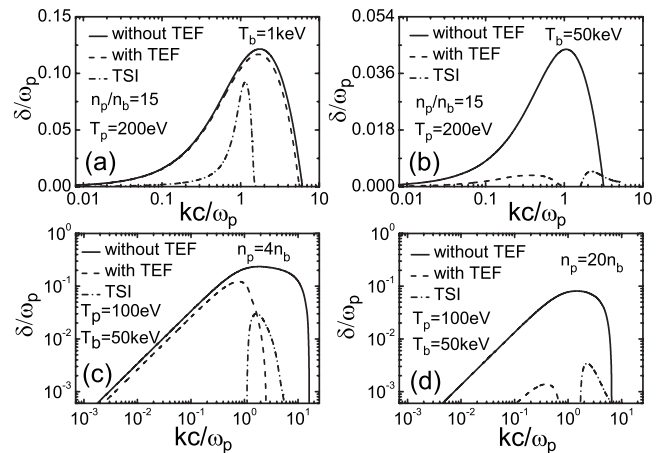 δ/ω_p
0.15
0.10
0.05
0.00
without TEF
with TEF
TSI
T_b=1keV
n_p/n_b=15
T_p=200eV
(a)
0.01 0.1 1 10
kc/ω_p
δ/ω_p
0.054
0.036
0.018
0.000
without TEF
with TEF
TSI
T_b=50keV
n_p/n_b=15
T_p=200eV
(b)
0.01 0.1 1 10
kc/ω_p
δ/ω_p
10^0
10^-1
10^-2
10^-3
without TEF
with TEF
TSI
n_p=4n_b
T_p=100eV
T_b=50keV
(c)
10^-3 10^-2 10^-1 10^0 10^1
kc/ω_p
δ/ω_p
10^0
10^-1
10^-2
10^-3
without TEF
with TEF
TSI
n_p=20n_b
T_p=100eV
T_b=50keV
(d)
10^-3 10^-2 10^-1 10^0 10^1
kc/ω_p